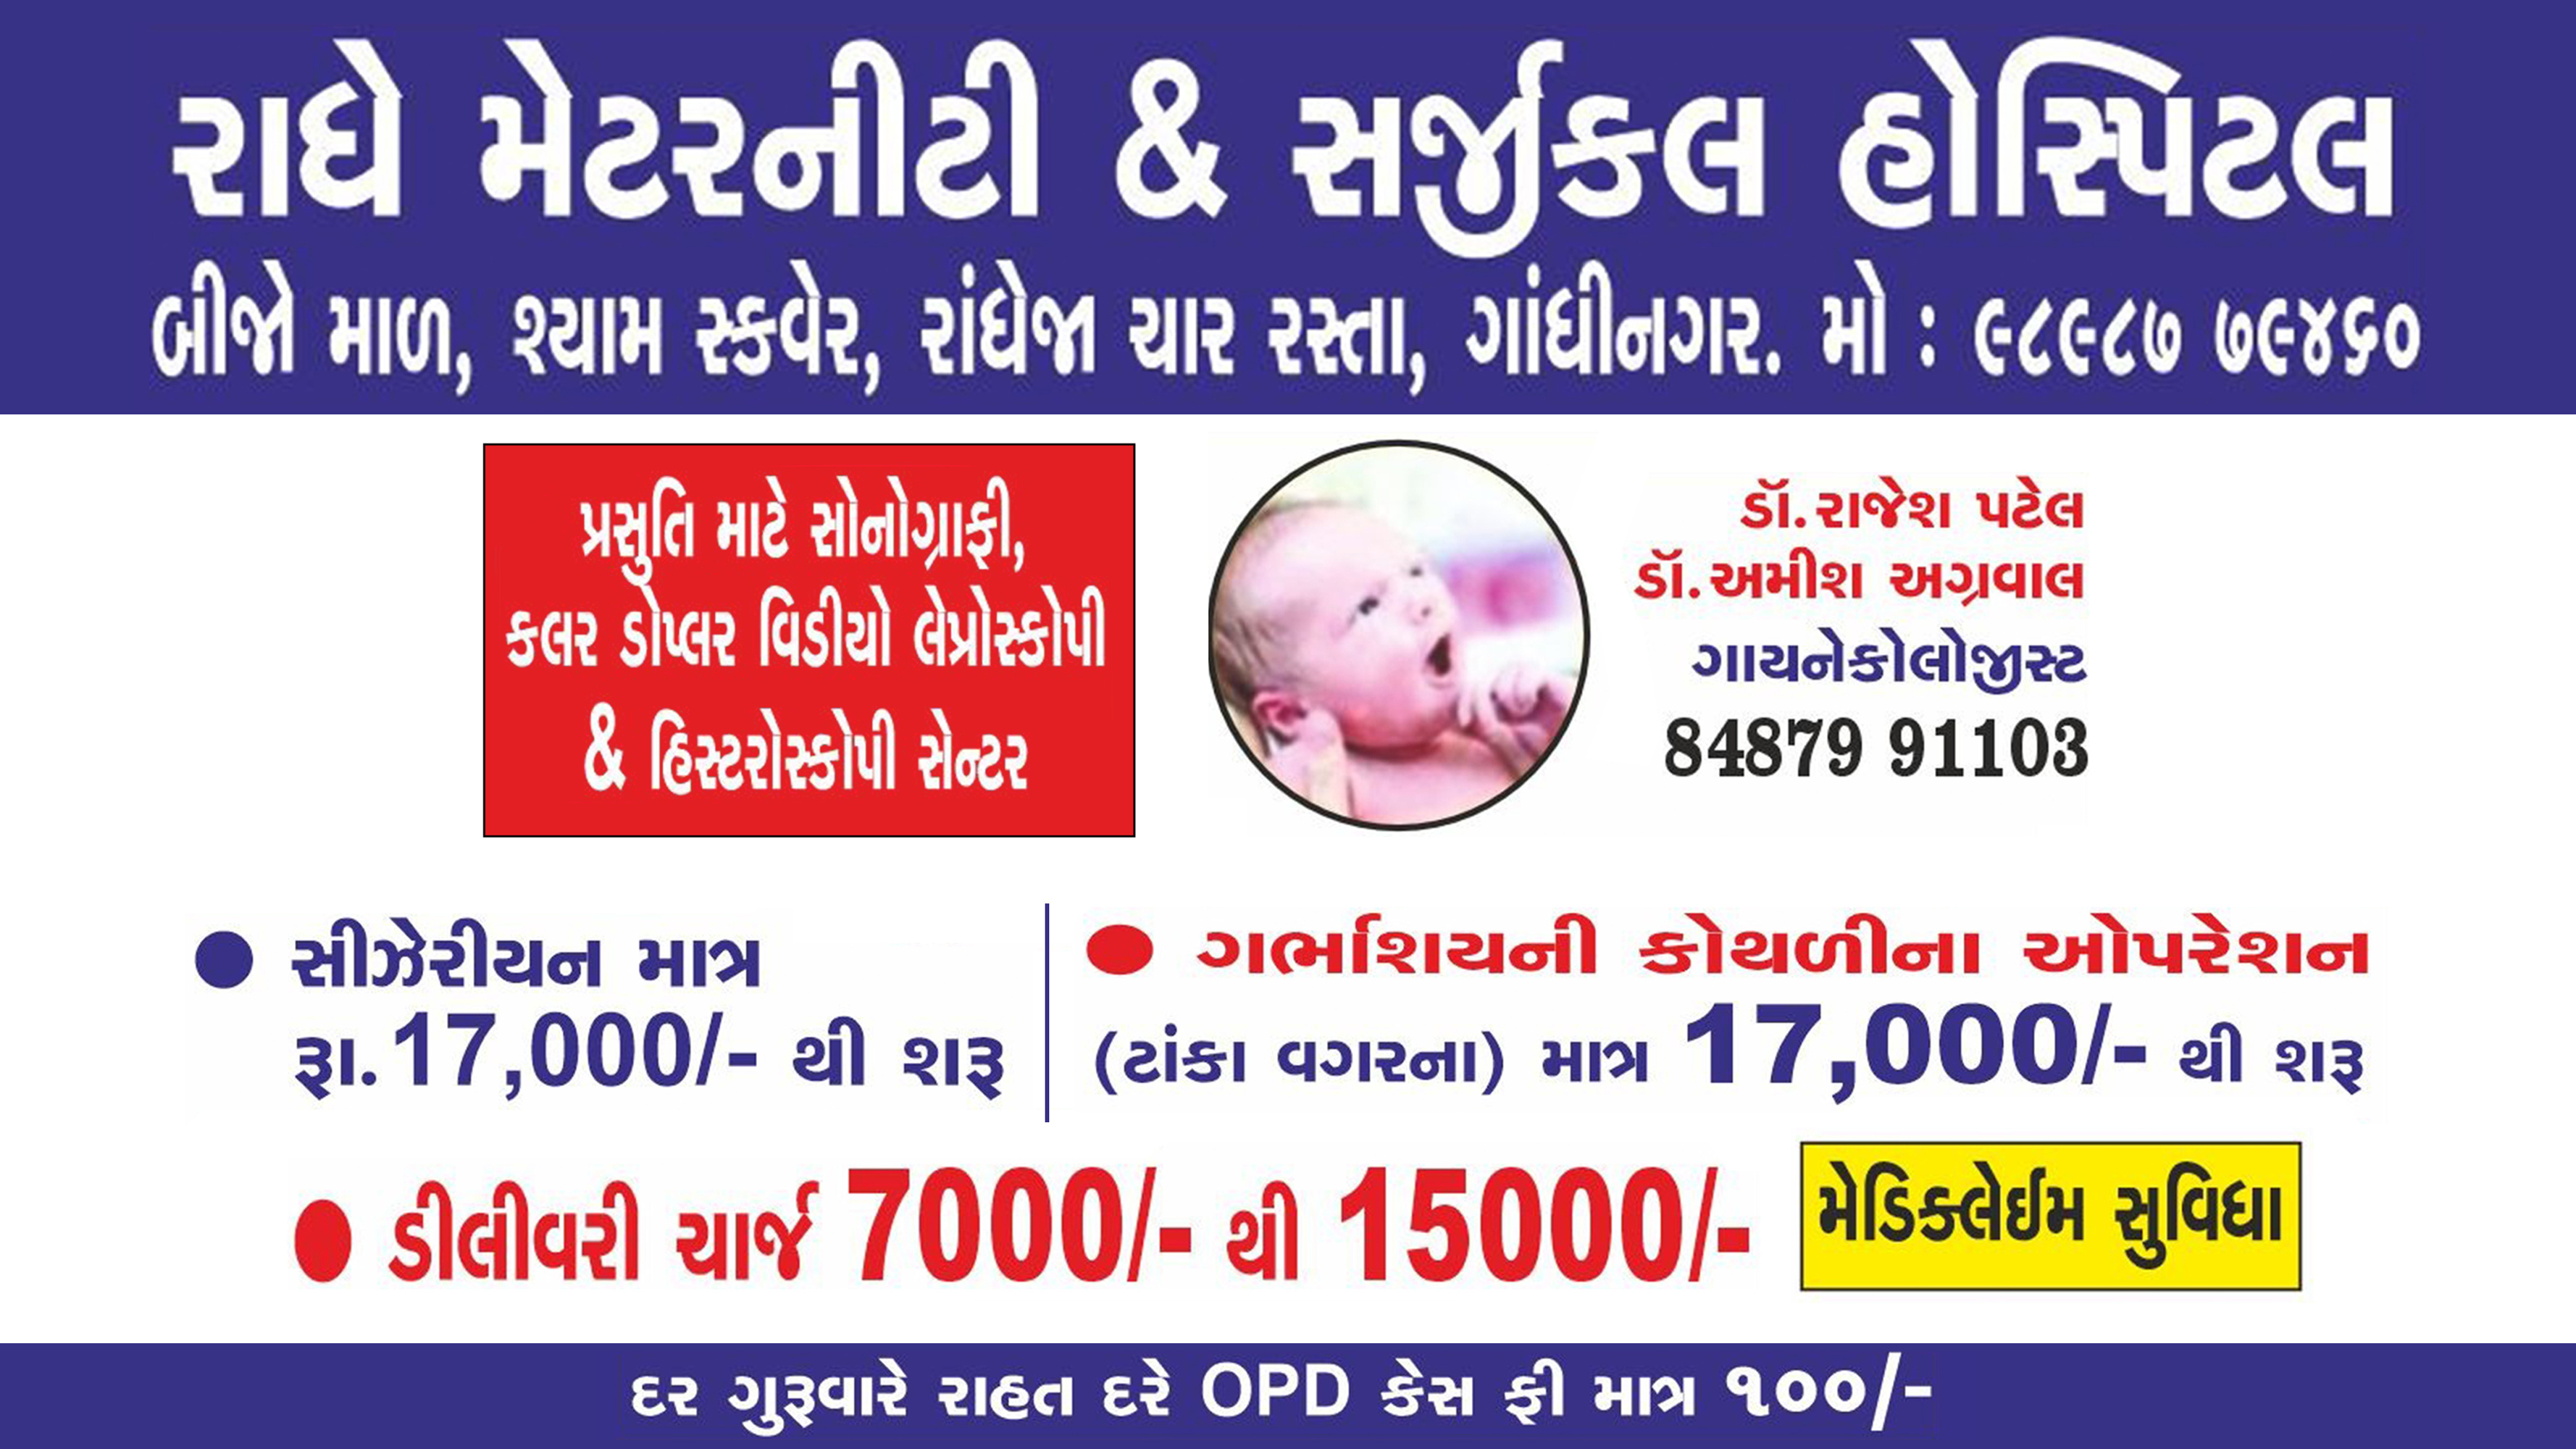 રાધે મેટરનીટી & સર્જીકલ હોસ્પિટલ
બીજો માળ, શ્યામ સ્કવેર, રાંધેજા ચાર રસ્તા, ગાંધીનગર. મો : ૯૮૯૮૭ ૭૯૪૬૦
પ્રસુતિ માટે સોનોગ્રાફી,
કલર ડોપ્લર વિડીયો લેપ્રોસ્કોપી
& હિસ્ટરોસ્કોપી સેન્ટર
ડૉ.રાજેશ પટેલ
ડૉ.અમીશ અગ્રવાલ
ગાયનેકોલોજીસ્ટ
84879 91103
● સીઝેરીયન માત્ર
રૂા.17,000/- થી શરૂ
● ગર્ભાશયની કોથળીના ઓપરેશન
(ટાંકા વગરના) માત્ર 17,000/- થી શરૂ
● ડીલીવરી ચાર્જ 7000/- થી 15000/-
મેડિક્લેઈમ સુવિધા
દર ગુરૂવારે રાહત દરે OPD કેસ ફી માત્ર ૧૦૦/-